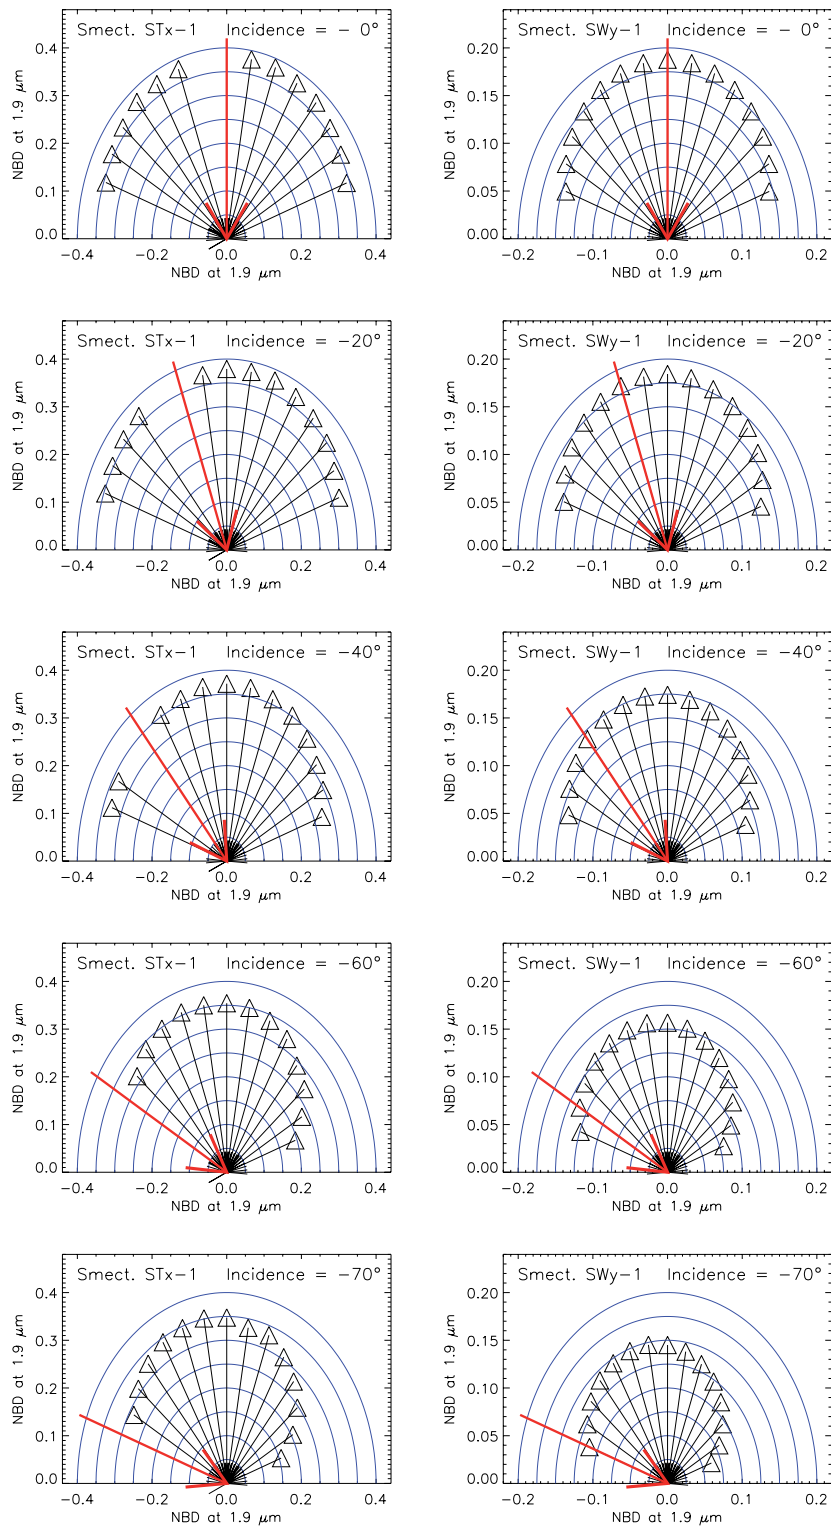 Smect. STx−1 Incidence = − 0°
NBD at 1.9 μm
0.4
0.3
0.2
0.1
0.0
−0.4 −0.2 0.0 0.2 0.4
NBD at 1.9 μm
Smect. SWy−1 Incidence = − 0°
NBD at 1.9 μm
0.20
0.15
0.10
0.05
0.00
−0.2 −0.1 0.0 0.1 0.2
NBD at 1.9 μm
Smect. STx−1 Incidence = −20°
NBD at 1.9 μm
0.4
0.3
0.2
0.1
0.0
−0.4 −0.2 0.0 0.2 0.4
NBD at 1.9 μm
Smect. SWy−1 Incidence = −20°
NBD at 1.9 μm
0.20
0.15
0.10
0.05
0.00
−0.2 −0.1 0.0 0.1 0.2
NBD at 1.9 μm
Smect. STx−1 Incidence = −40°
NBD at 1.9 μm
0.4
0.3
0.2
0.1
0.0
−0.4 −0.2 0.0 0.2 0.4
NBD at 1.9 μm
Smect. SWy−1 Incidence = −40°
NBD at 1.9 μm
0.20
0.15
0.10
0.05
0.00
−0.2 −0.1 0.0 0.1 0.2
NBD at 1.9 μm
Smect. STx−1 Incidence = −60°
NBD at 1.9 μm
0.4
0.3
0.2
0.1
0.0
−0.4 −0.2 0.0 0.2 0.4
NBD at 1.9 μm
Smect. SWy−1 Incidence = −60°
NBD at 1.9 μm
0.20
0.15
0.10
0.05
0.00
−0.2 −0.1 0.0 0.1 0.2
NBD at 1.9 μm
Smect. STx−1 Incidence = −70°
NBD at 1.9 μm
0.4
0.3
0.2
0.1
0.0
−0.4 −0.2 0.0 0.2 0.4
NBD at 1.9 μm
Smect. SWy−1 Incidence = −70°
NBD at 1.9 μm
0.20
0.15
0.10
0.05
0.00
−0.2 −0.1 0.0 0.1 0.2
NBD at 1.9 μm